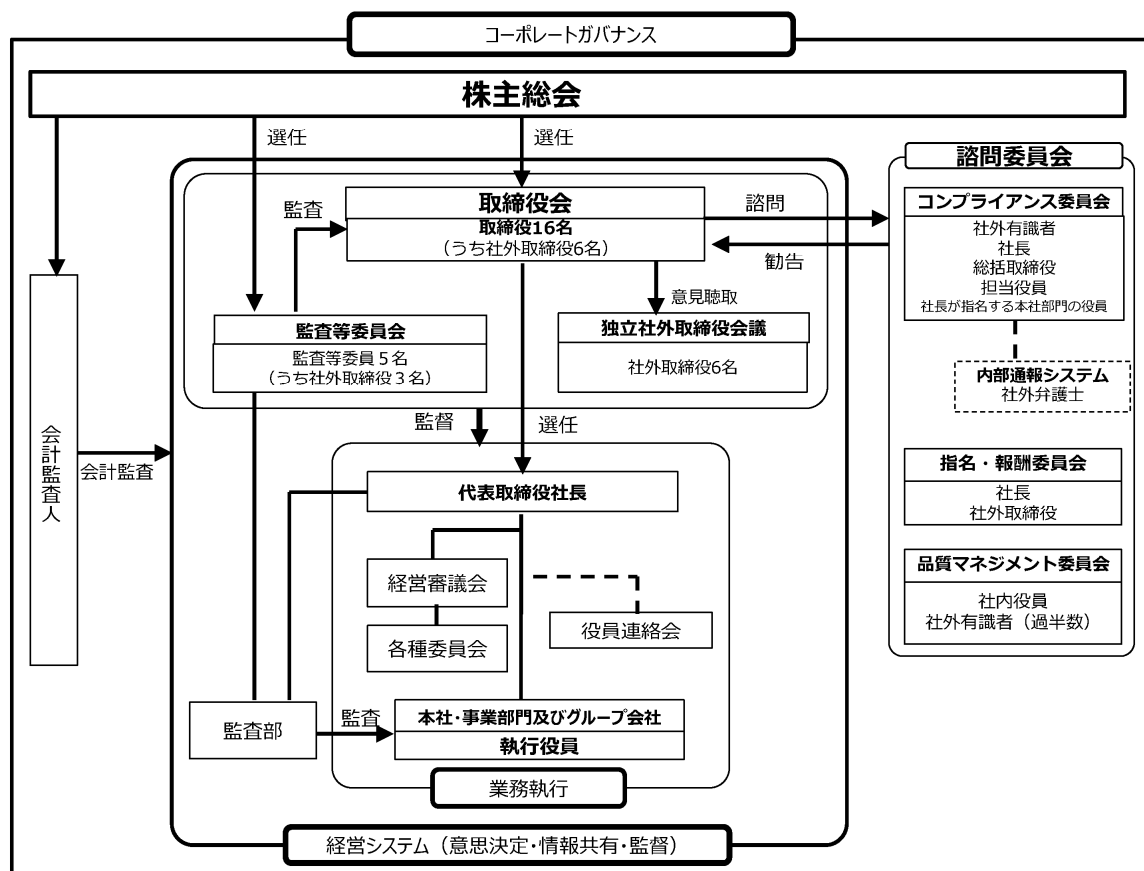 コーポレートガバナンス
株主総会
選任
選任
諮問委員会
取締役会
取締役16名
（うち社外取締役6名）
監査
諮問
勧告
コンプライアンス委員会
社外有識者
社長
総括取締役
担当役員
社長が指名する本社部門の役員
意見聴取
監査等委員会
監査等委員５名
（うち社外取締役３名）
独立社外取締役会議
社外取締役6名
内部通報システム
社外弁護士
監督
選任
会計監査人
会計監査
指名・報酬委員会
社長
社外取締役
代表取締役社長
経営審議会
各種委員会
役員連絡会
品質マネジメント委員会
社内役員
社外有識者（過半数）
監査部
監査
本社・事業部門及びグループ会社
執行役員
業務執行
経営システム（意思決定・情報共有・監督）